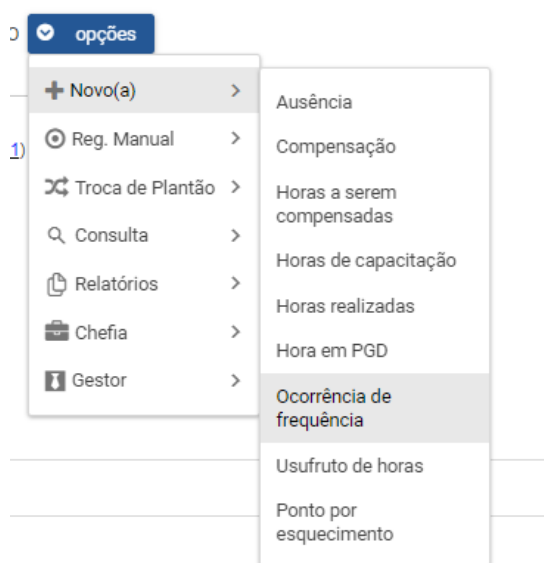 opções
Novo(a)
Reg. Manual
1)
Troca de Plantão
Consulta
Relatórios
Chefia
Gestor
Ausência
Compensação
Horas a serem
compensadas
Horas de capacitação
Horas realizadas
Hora em PGD
Ocorrência de
frequência
Usufruto de horas
Ponto por
esquecimento